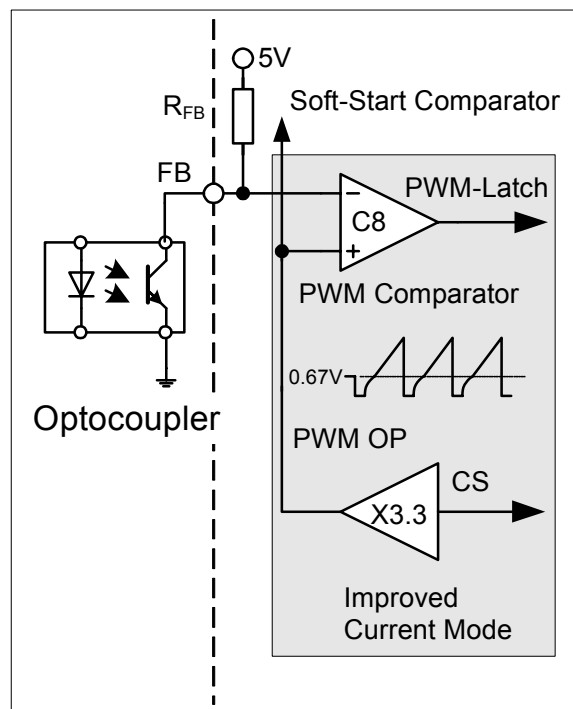 5V
R_FB
Soft-Start Comparator
FB
PWM-Latch
−
C8
+
PWM Comparator
0.67V
Optocoupler
PWM OP
CS
X3.3
Improved
Current Mode